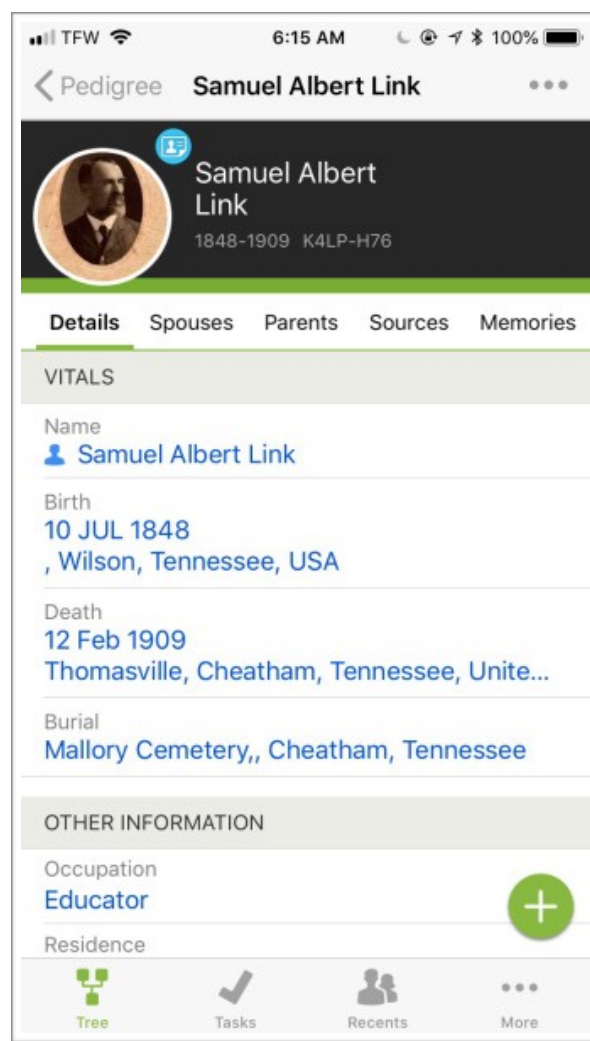 TFW 6:15 AM 100%
Pedigree Samuel Albert Link
Samuel Albert
Link
1848-1909 K4LP-H76
Details Spouses Parents Sources Memories
VITALS
Name
Samuel Albert Link
Birth
10 JUL 1848
, Wilson, Tennessee, USA
Death
12 Feb 1909
Thomasville, Cheatham, Tennessee, Unite...
Burial
Mallory Cemetery,, Cheatham, Tennessee
OTHER INFORMATION
Occupation
Educator
Residence
Tree Tasks Recents More